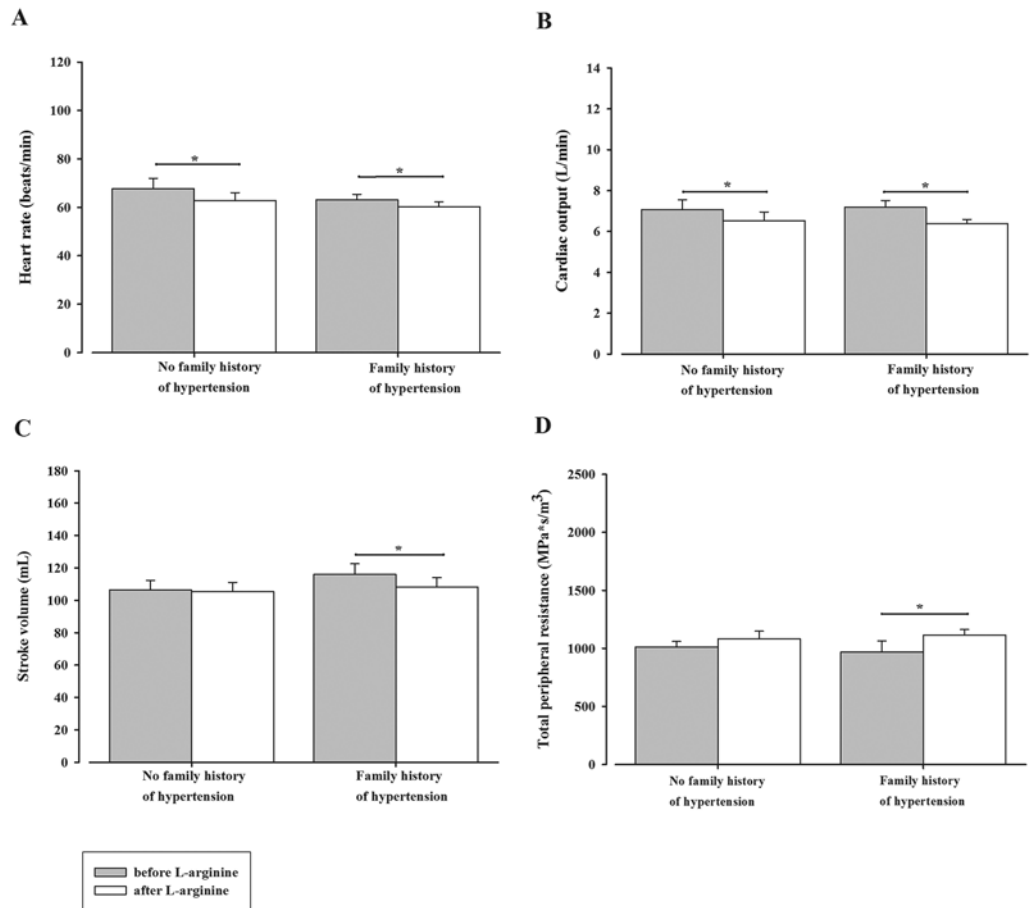 A
Heart rate (beats/min)
120
100
80
60
40
20
0
*
*
No family history
of hypertension
Family history
of hypertension
B
Cardiac output (L/min)
14
12
10
8
6
4
2
0
*
*
No family history
of hypertension
Family history
of hypertension
C
Stroke volume (mL)
180
160
140
120
100
80
60
40
20
0
*
No family history
of hypertension
Family history
of hypertension
D
Total peripheral resistance (MPa*s/m³)
2500
2000
1500
1000
500
0
*
No family history
of hypertension
Family history
of hypertension
before L-arginine
after L-arginine